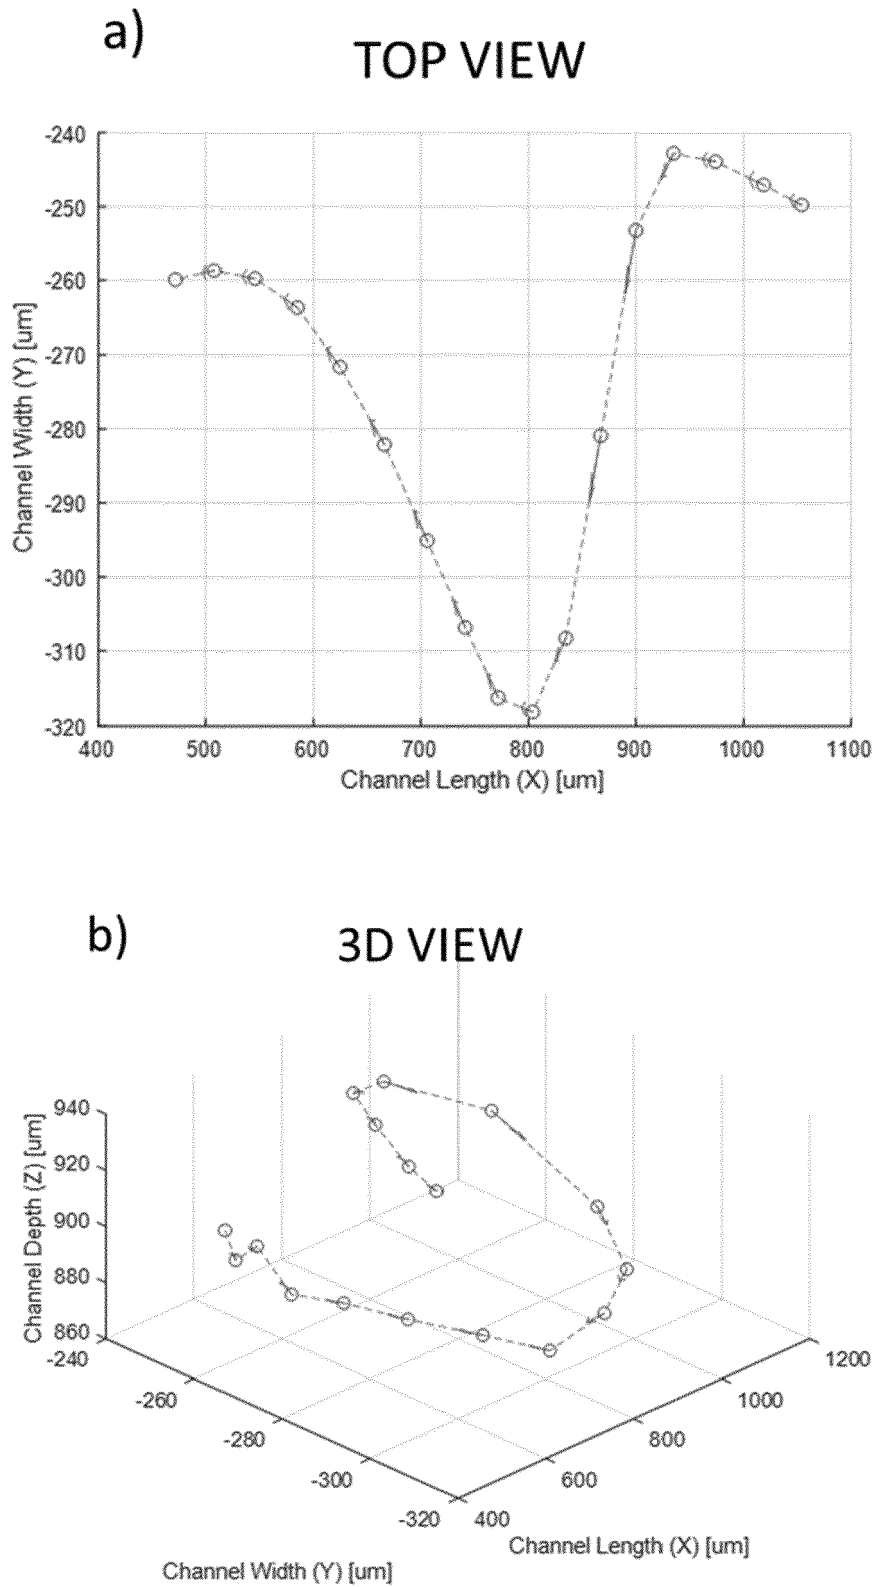 a)
TOP VIEW
-240
-250
-260
-270
-280
-290
-300
-310
-320
Channel Width (Y) [um]
400 500 600 700 800 900 1000 1100
Channel Length (X) [um]
b)
3D VIEW
940
920
900
880
860
Channel Depth (Z) [um]
-240
-260
-280
-300
-320
Channel Width (Y) [um]
400
600
800
1000
1200
Channel Length (X) [um]